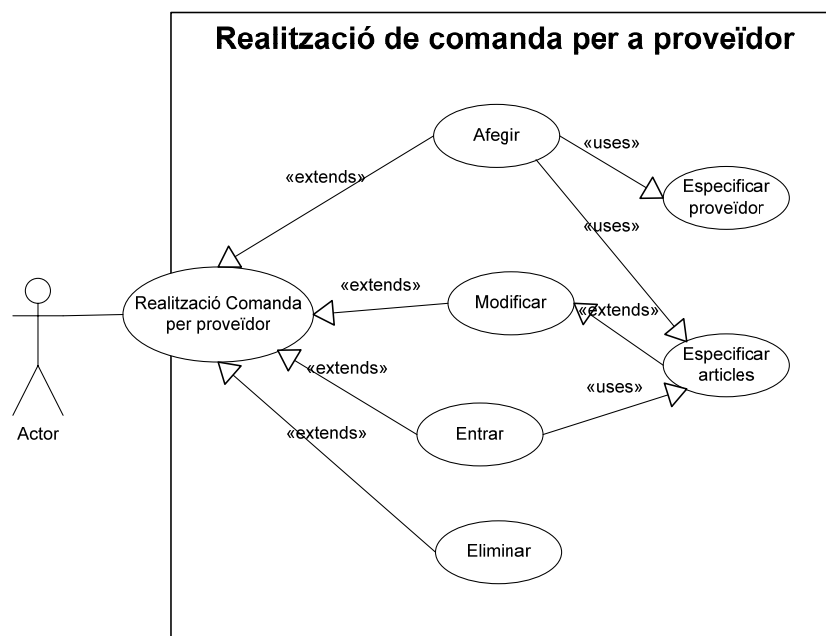 Realització de comanda per a proveïdor
Afegir
«uses»
«extends»
Especificar
proveïdor
«uses»
«extends»
Realització Comanda
per proveïdor
Modificar
«extends»
Especificar
articles
«extends»
«uses»
Entrar
«extends»
Actor
Eliminar